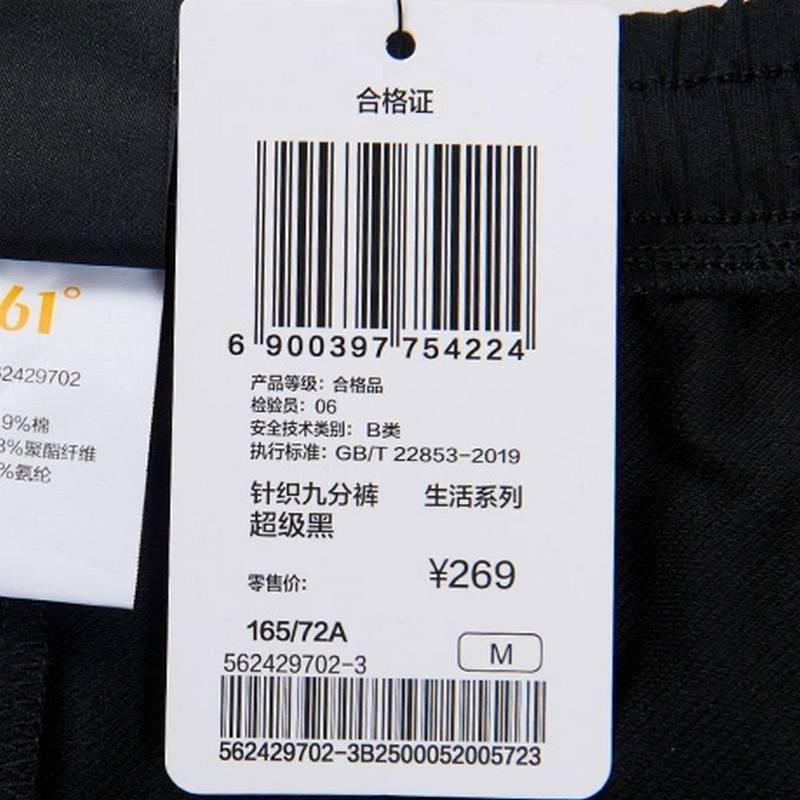 合格证
6 900397 754224
产品等级：合格品
检验员：06
安全技术类别：B类
执行标准：GB/T 22853-2019
针织九分裤 生活系列
超级黑
零售价： ¥269
165/72A
M
562429702-3
562429702-3B2500052005723
61°
62429702
9%棉
8%聚酯纤维
%氨纶